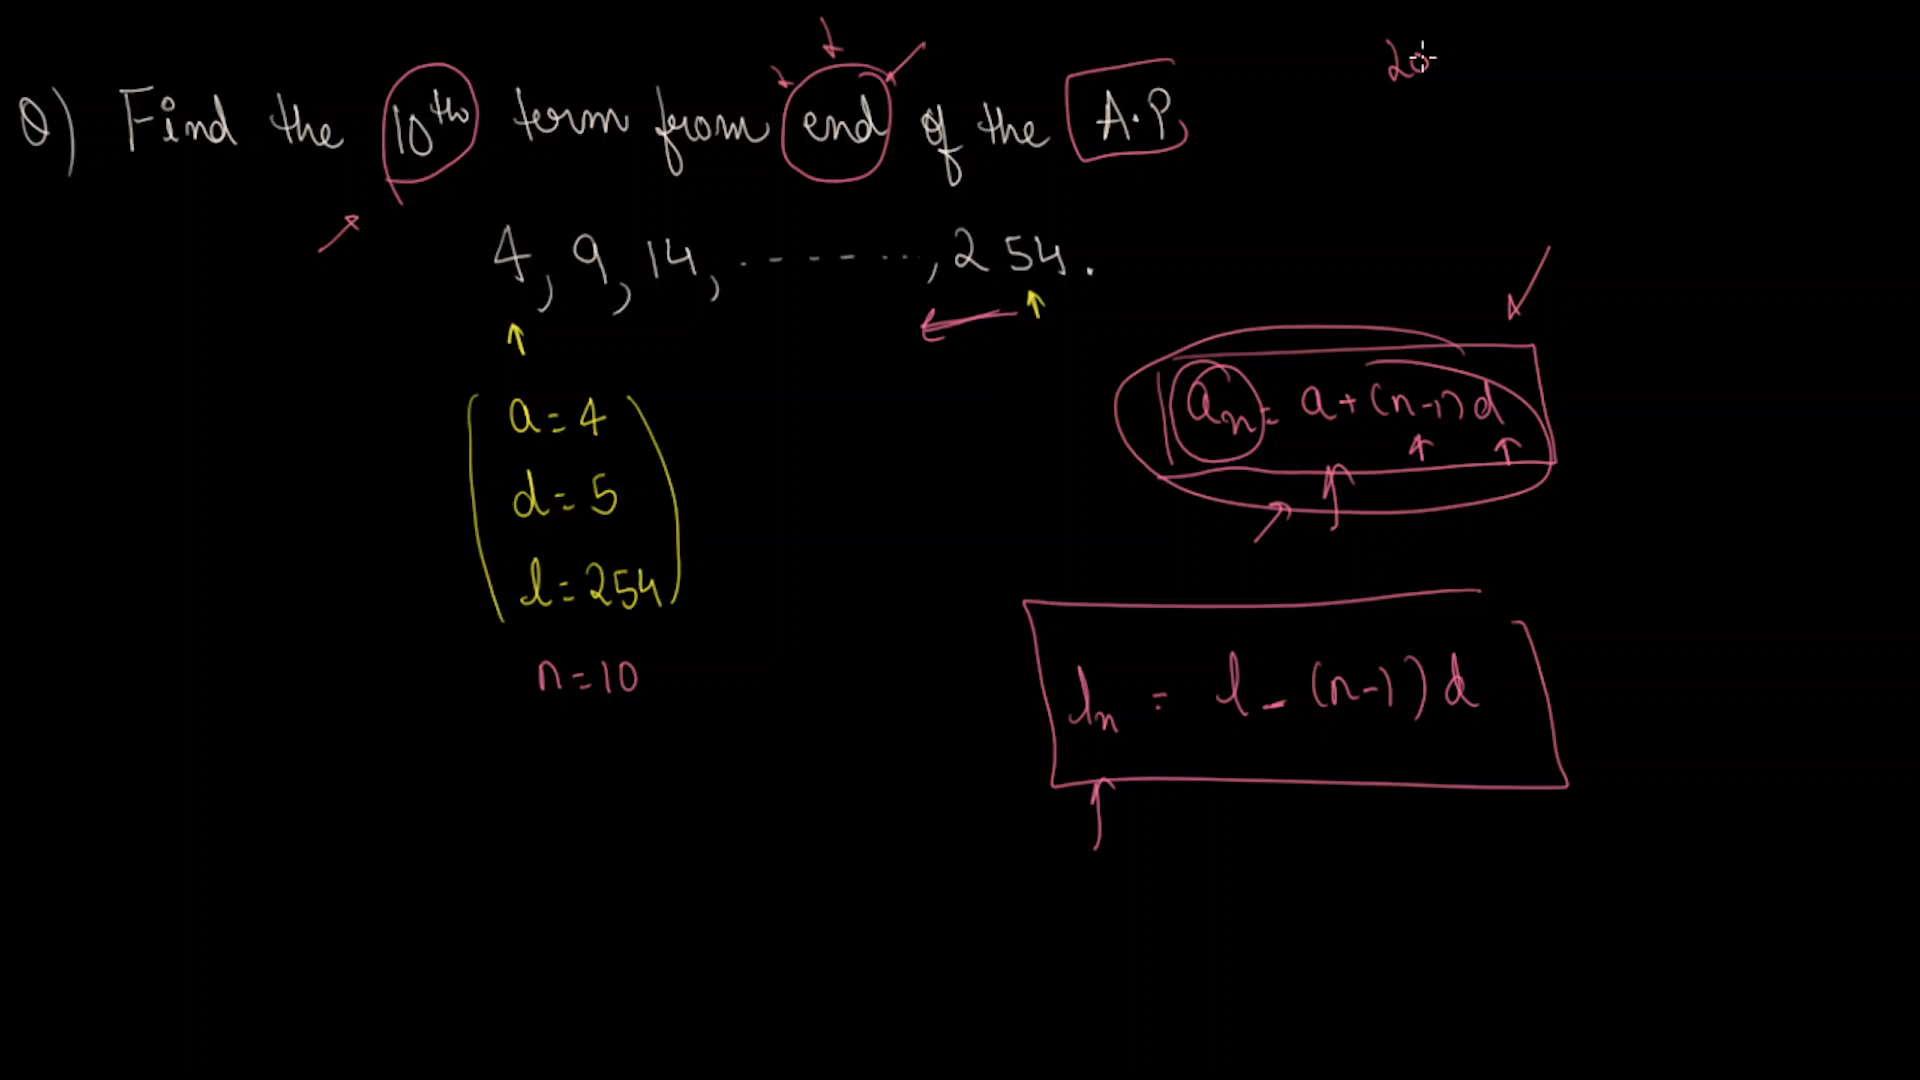 20
Q) Find the 10th term from end of the A.P.
4, 9, 14, - - - - - - - , 254.
a = 4
d = 5
l = 254
n = 10
an = a + (n-1)d
ln = l - (n-1)d